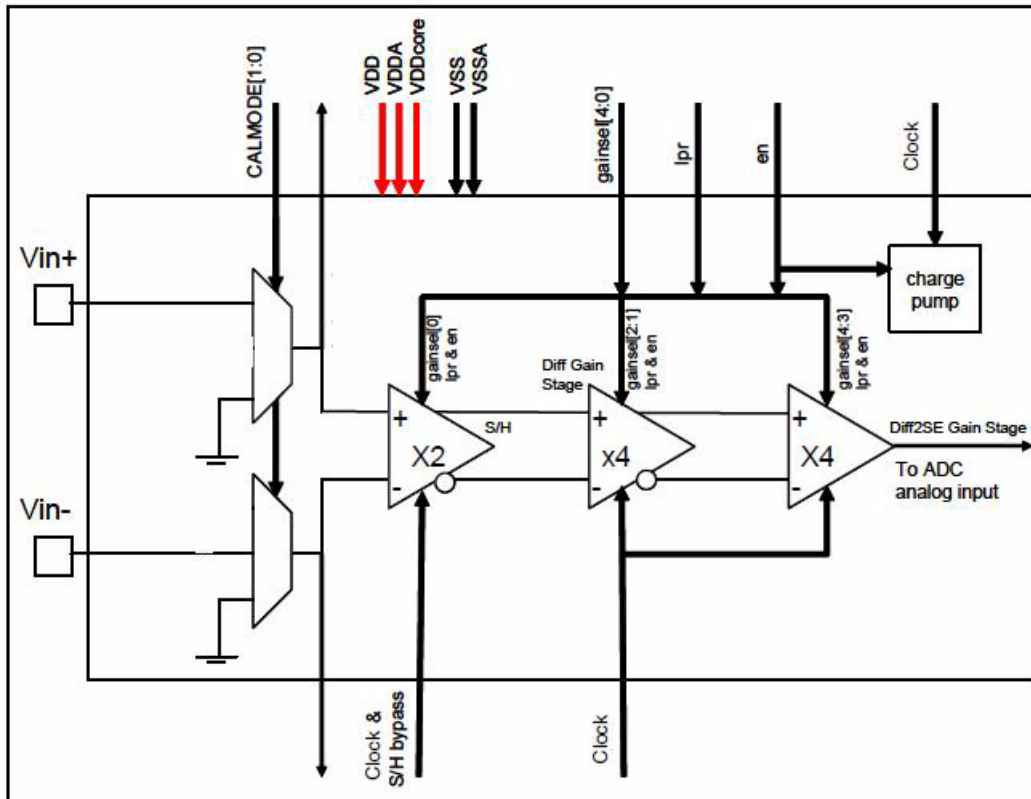 CALMODE[1:0]
VDD
VDDA
VDDcore
VSS
VSSA
gainsel[4:0]
lpr
en
Clock
Vin+
charge
pump
gainsel[0]
lpr & en
Diff Gain
Stage
gainsel[2:1]
lpr & en
gainsel[4:3]
lpr & en
+
X2
-
S/H
+
x4
-
+
X4
-
Diff2SE Gain Stage
To ADC
analog input
Vin-
Clock &
S/H bypass
Clock